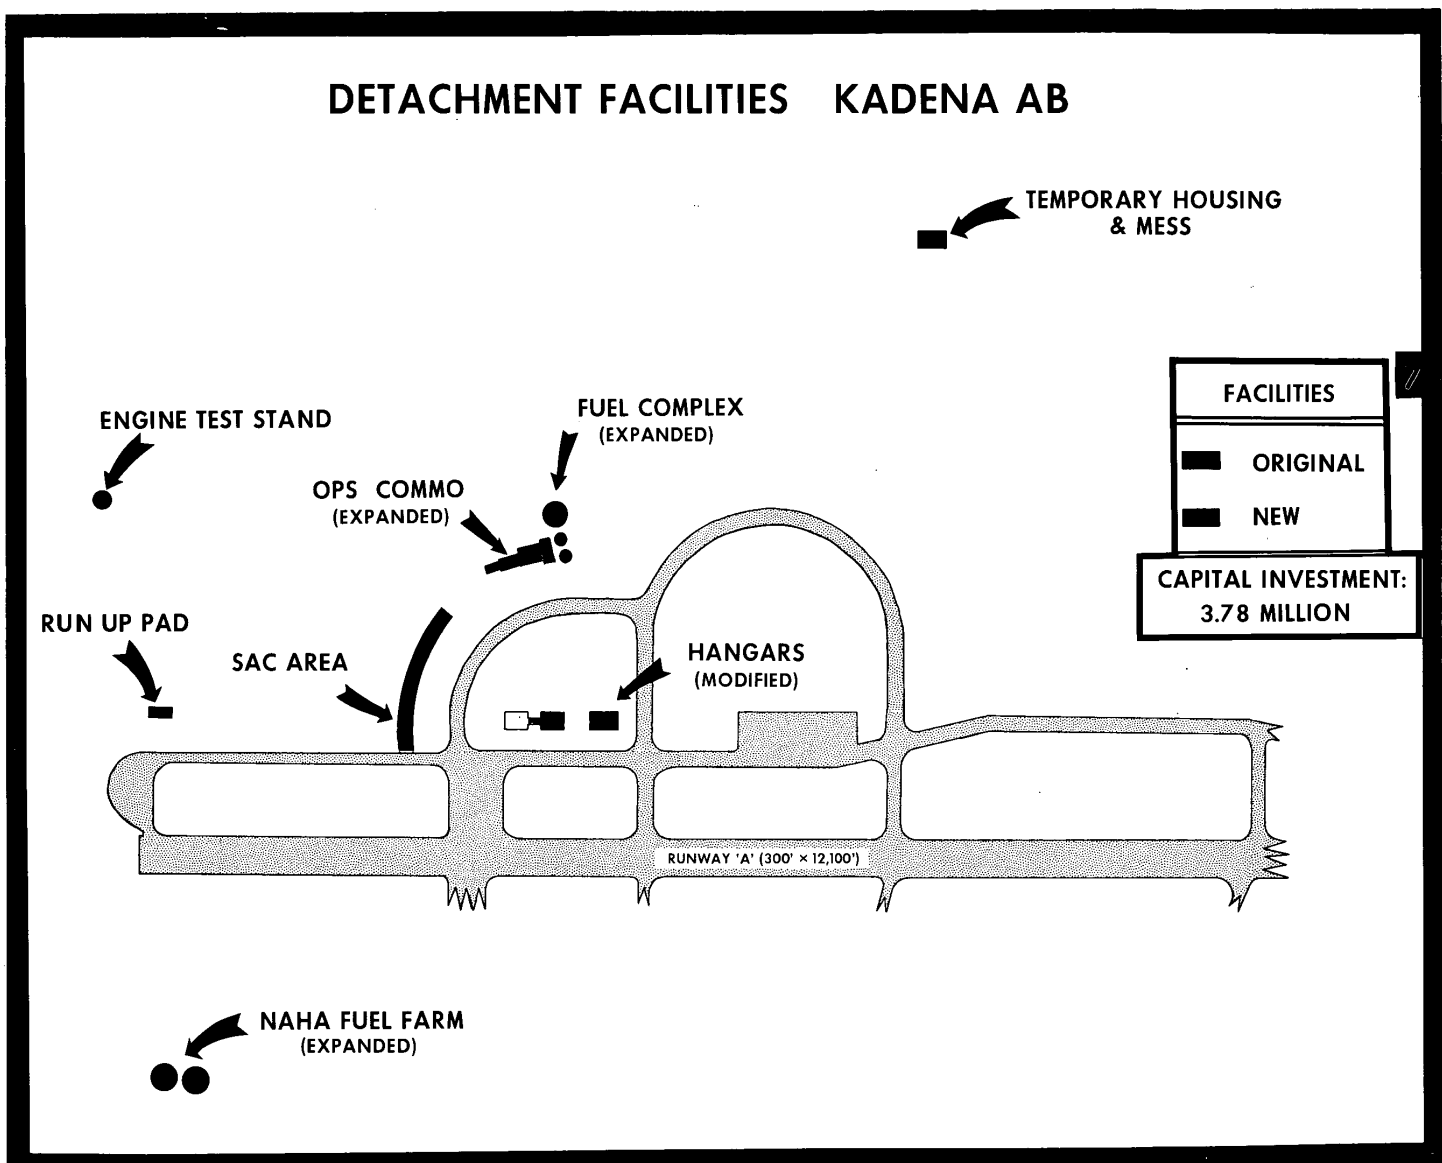 DETACHMENT FACILITIES KADENA AB
TEMPORARY HOUSING
& MESS
FACILITIES
ORIGINAL
NEW
CAPITAL INVESTMENT:
3.78 MILLION
ENGINE TEST STAND
FUEL COMPLEX
(EXPANDED)
OPS COMMO
(EXPANDED)
RUN UP PAD
SAC AREA
HANGARS
(MODIFIED)
RUNWAY 'A' (300' × 12,100')
NAHA FUEL FARM
(EXPANDED)